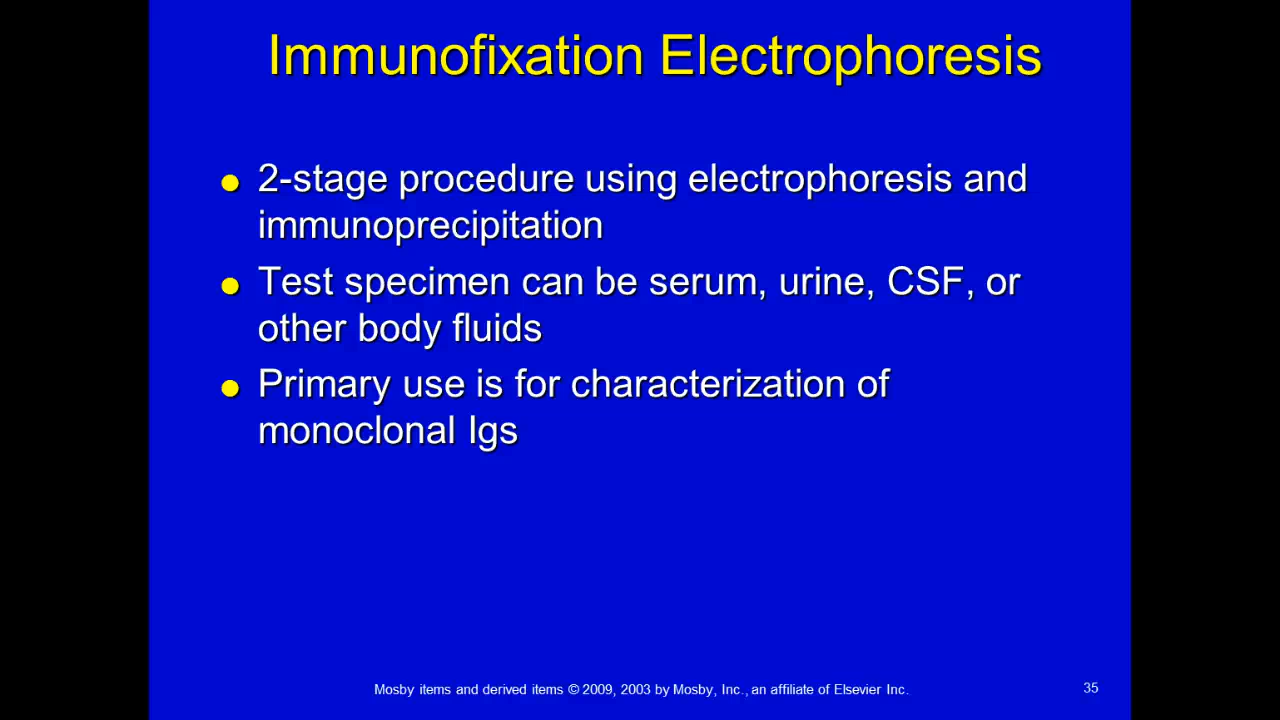 Immunofixation Electrophoresis
2-stage procedure using electrophoresis and
immunoprecipitation
Test specimen can be serum, urine, CSF, or
other body fluids
Primary use is for characterization of
monoclonal Igs
Mosby items and derived items © 2009, 2003 by Mosby, Inc., an affiliate of Elsevier Inc.
35